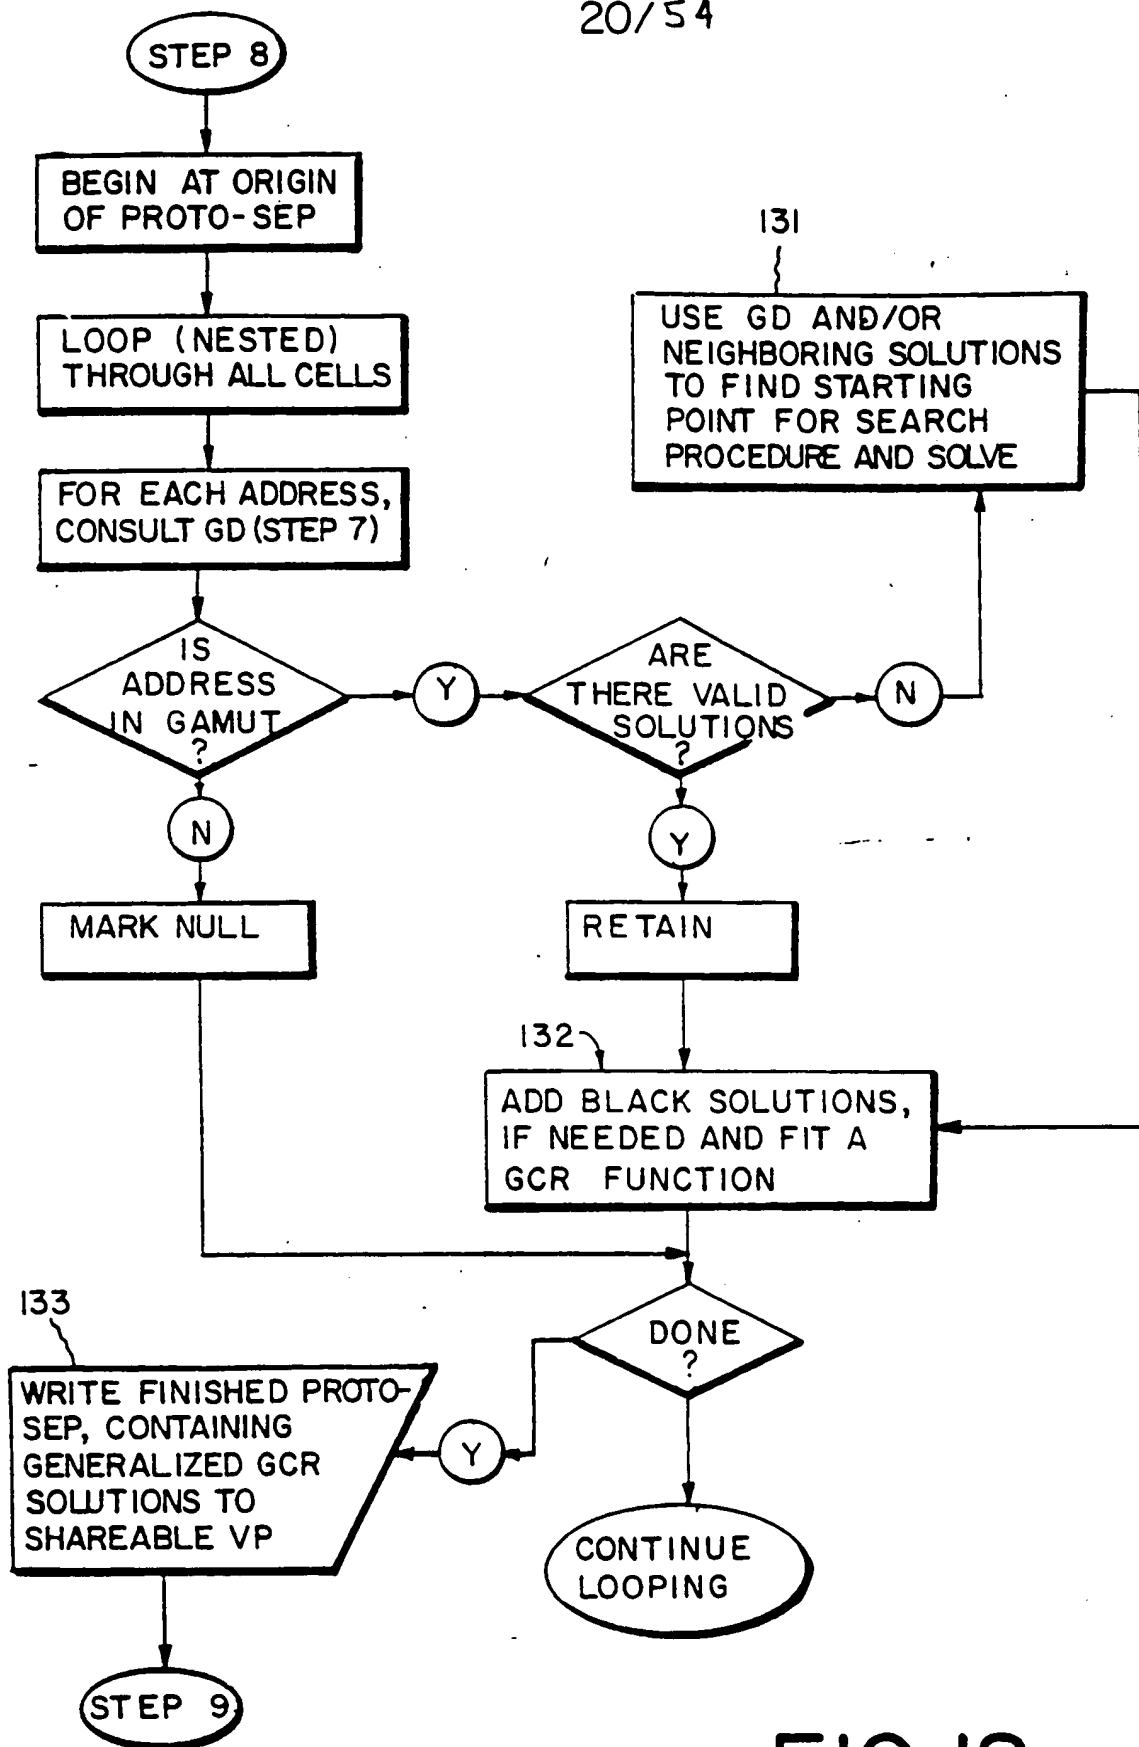 20/54
STEP 8
BEGIN AT ORIGIN
OF PROTO-SEP
LOOP (NESTED)
THROUGH ALL CELLS
FOR EACH ADDRESS,
CONSULT GD (STEP 7)
IS
ADDRESS
IN GAMUT
?
Y
ARE
THERE VALID
SOLUTIONS
?
N
131
USE GD AND/OR
NEIGHBORING SOLUTIONS
TO FIND STARTING
POINT FOR SEARCH
PROCEDURE AND SOLVE
N
Y
MARK NULL
RETAIN
132
ADD BLACK SOLUTIONS,
IF NEEDED AND FIT A
GCR FUNCTION
DONE
?
133
WRITE FINISHED PROTO-
SEP, CONTAINING
GENERALIZED GCR
SOLUTIONS TO
SHAREABLE VP
Y
CONTINUE
LOOPING
STEP 9